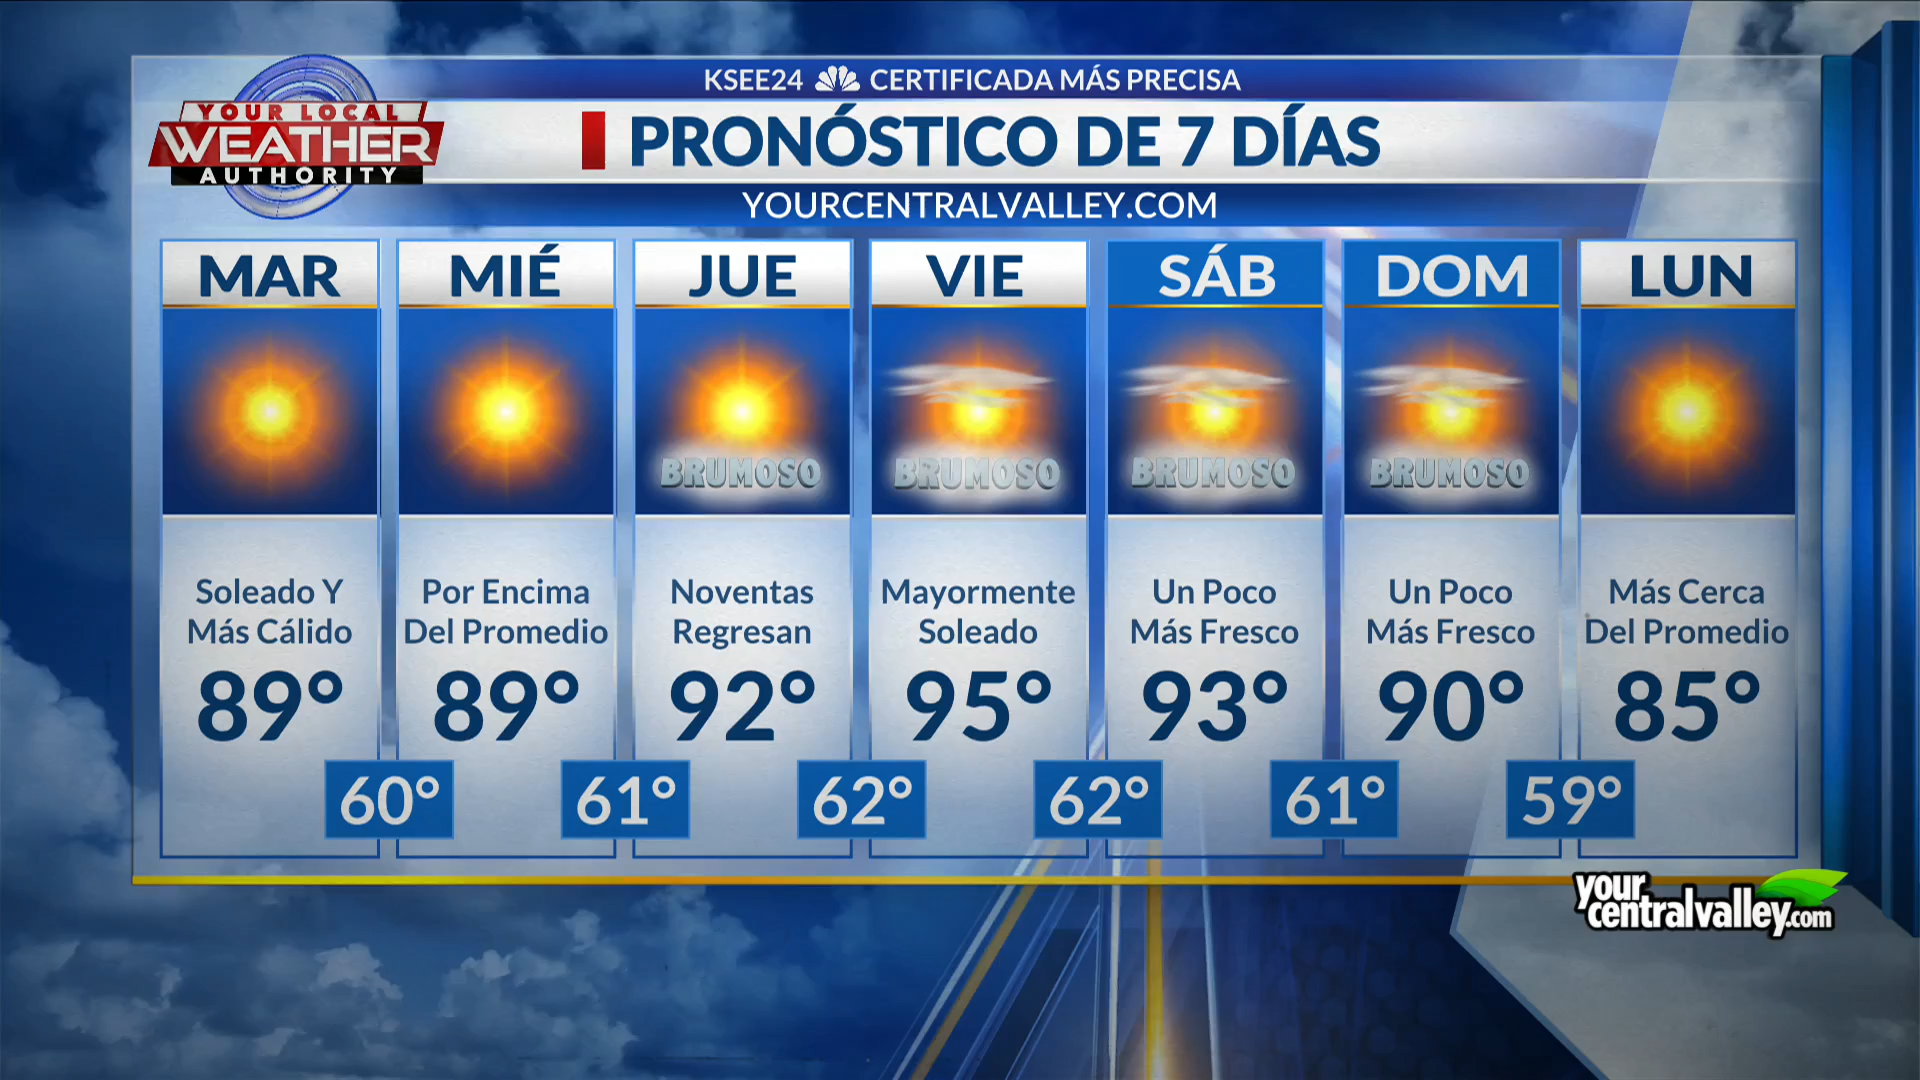 KSEE24 CERTIFICADA MÁS PRECISA
YOUR LOCAL
WEATHER
AUTHORITY
PRONÓSTICO DE 7 DÍAS
YOURCENTRALVALLEY.COM
MAR
MIÉ
JUE
VIE
SÁB
DOM
LUN
BRUMOSO
BRUMOSO
BRUMOSO
BRUMOSO
Soleado Y
Más Cálido
89°
Por Encima
Del Promedio
89°
Noventas
Regresan
92°
Mayormente
Soleado
95°
Un Poco
Más Fresco
93°
Un Poco
Más Fresco
90°
Más Cerca
Del Promedio
85°
60°
61°
62°
62°
61°
59°
your
centralvalley.com